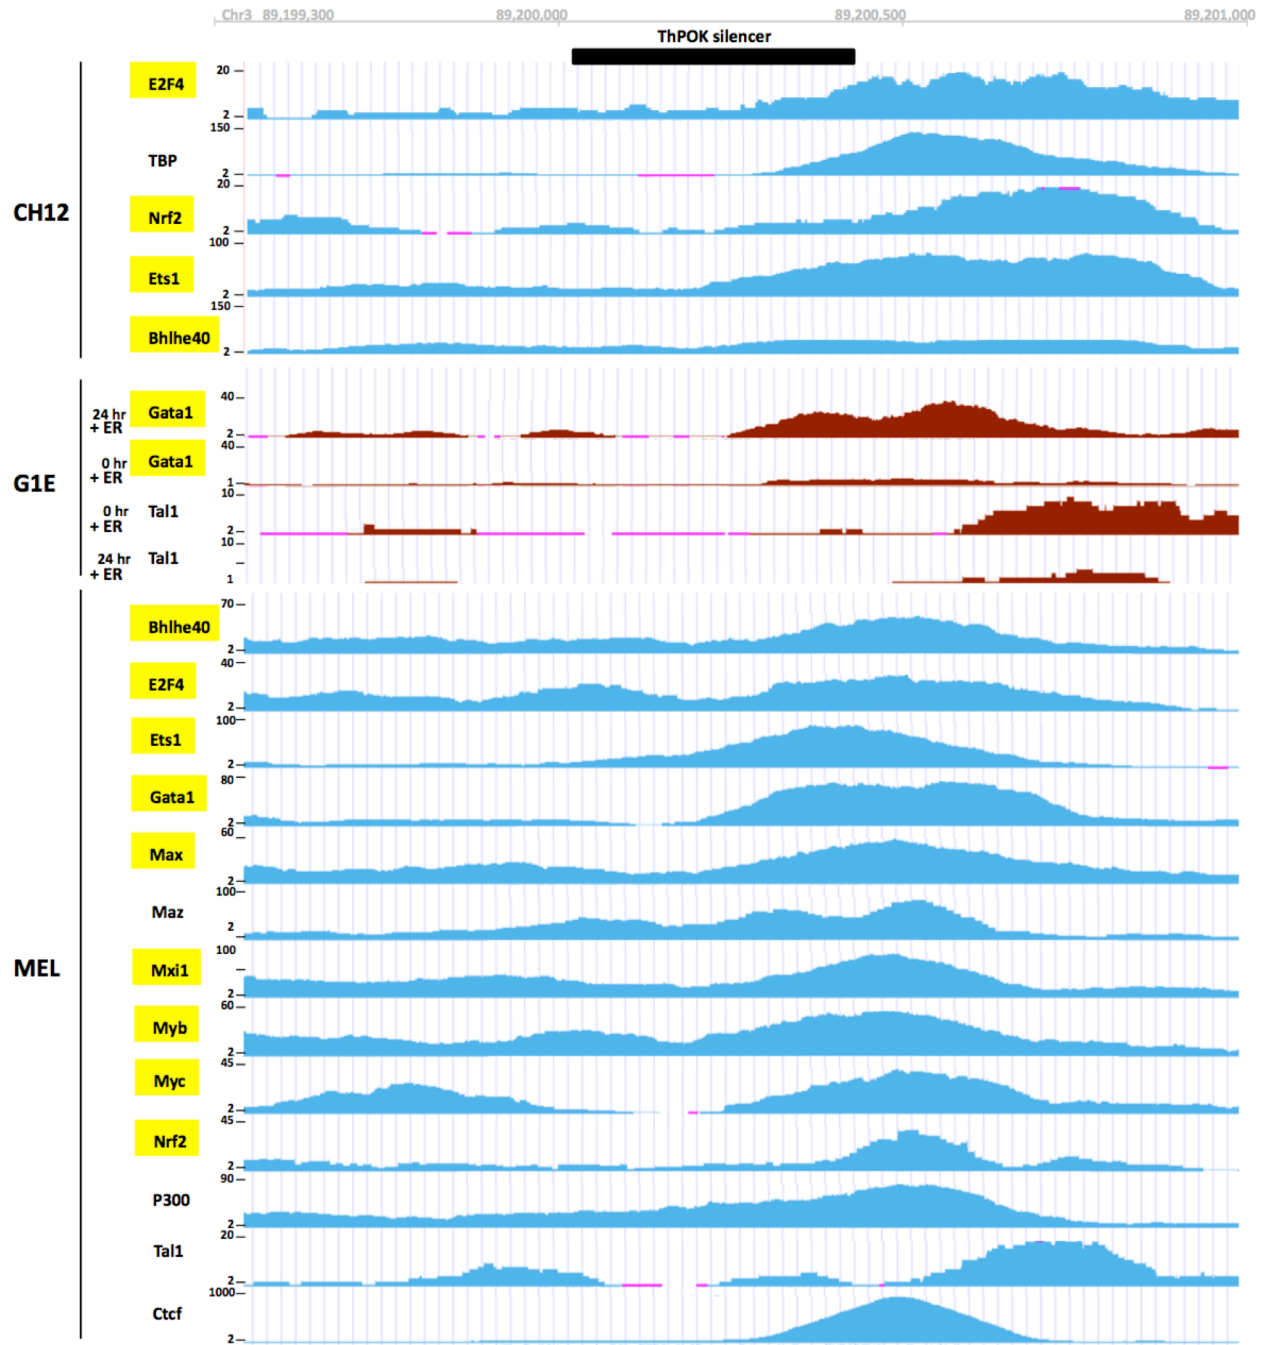 Chr3 89,199,300 89,200,000 89,200,500 89,201,000
ThPOK silencer
CH12
20
E2F4
2
150
TBP
2
20
Nrf2
2
100
Ets1
2
150
Bhlhe40
2
G1E
40
24 hr
+ ER
Gata1
2
40
0 hr
+ ER
Gata1
1
10
0 hr
+ ER
Tal1
2
10
24 hr
+ ER
Tal1
1
MEL
70
Bhlhe40
2
40
E2F4
2
100
Ets1
2
80
Gata1
2
60
Max
2
100
Maz
2
100
Mxi1
2
60
Myb
2
45
Myc
2
45
Nrf2
2
90
P300
2
20
Tal1
2
1000
Ctcf
2